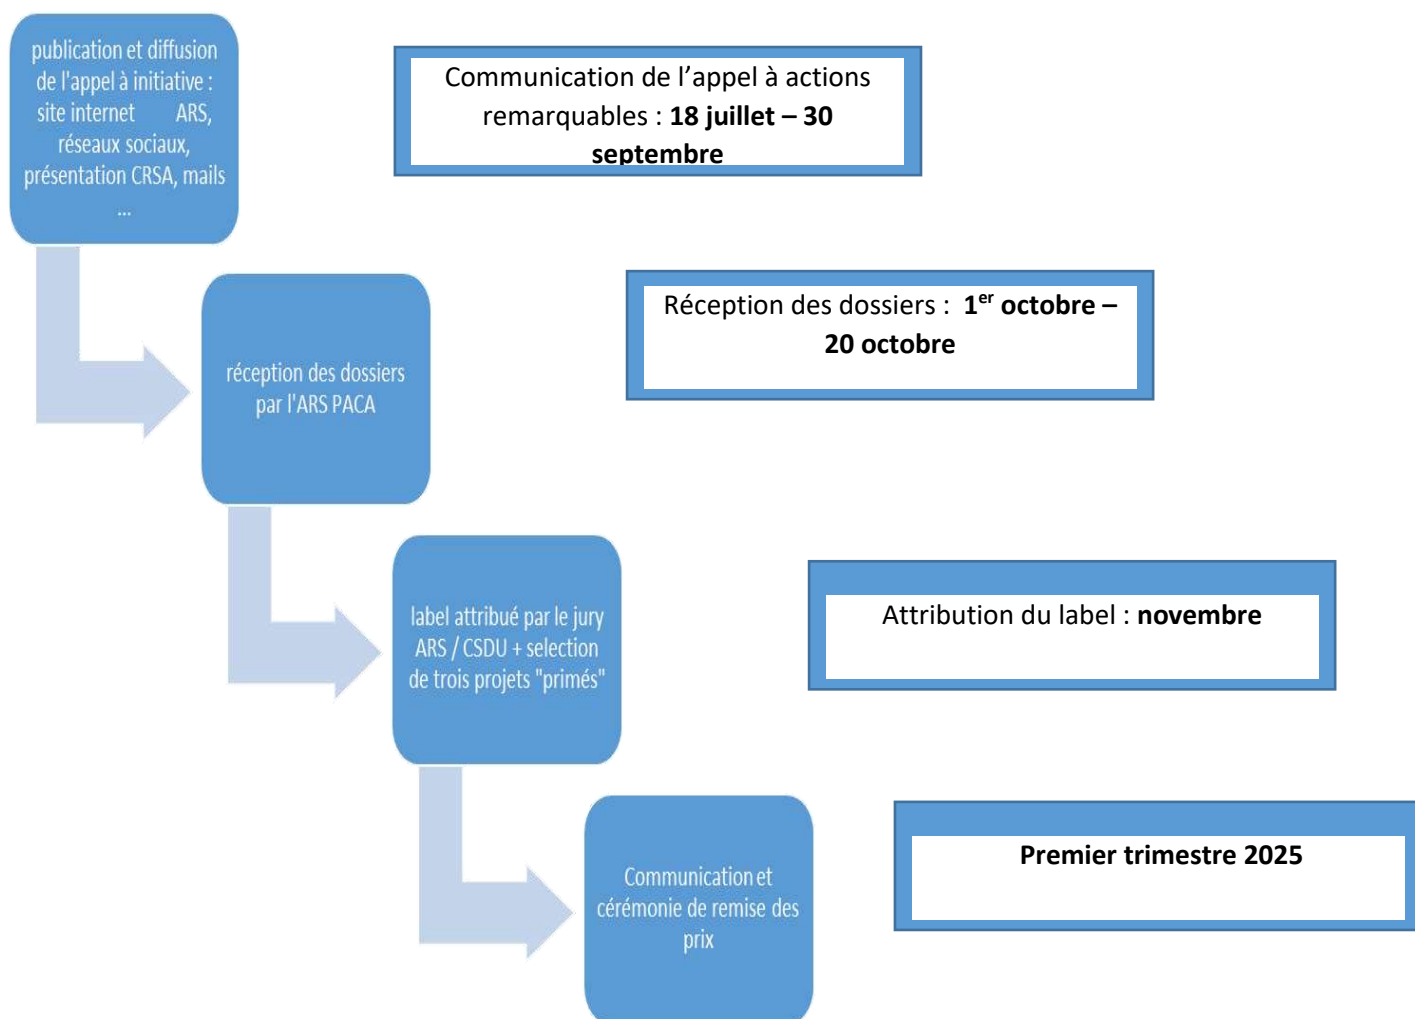 publication et diffusion
de l'appel à initiative :
site internet ARS,
réseaux sociaux,
présentation CRSA, mails
...
Communication de l’appel à actions
remarquables : 18 juillet – 30
septembre
Réception des dossiers : 1er octobre –
20 octobre
réception des dossiers
par l'ARS PACA
label attribué par le jury
ARS / CSDU + selection
de trois projets "primés"
Attribution du label : novembre
Communication et
cérémonie de remise des
prix
Premier trimestre 2025